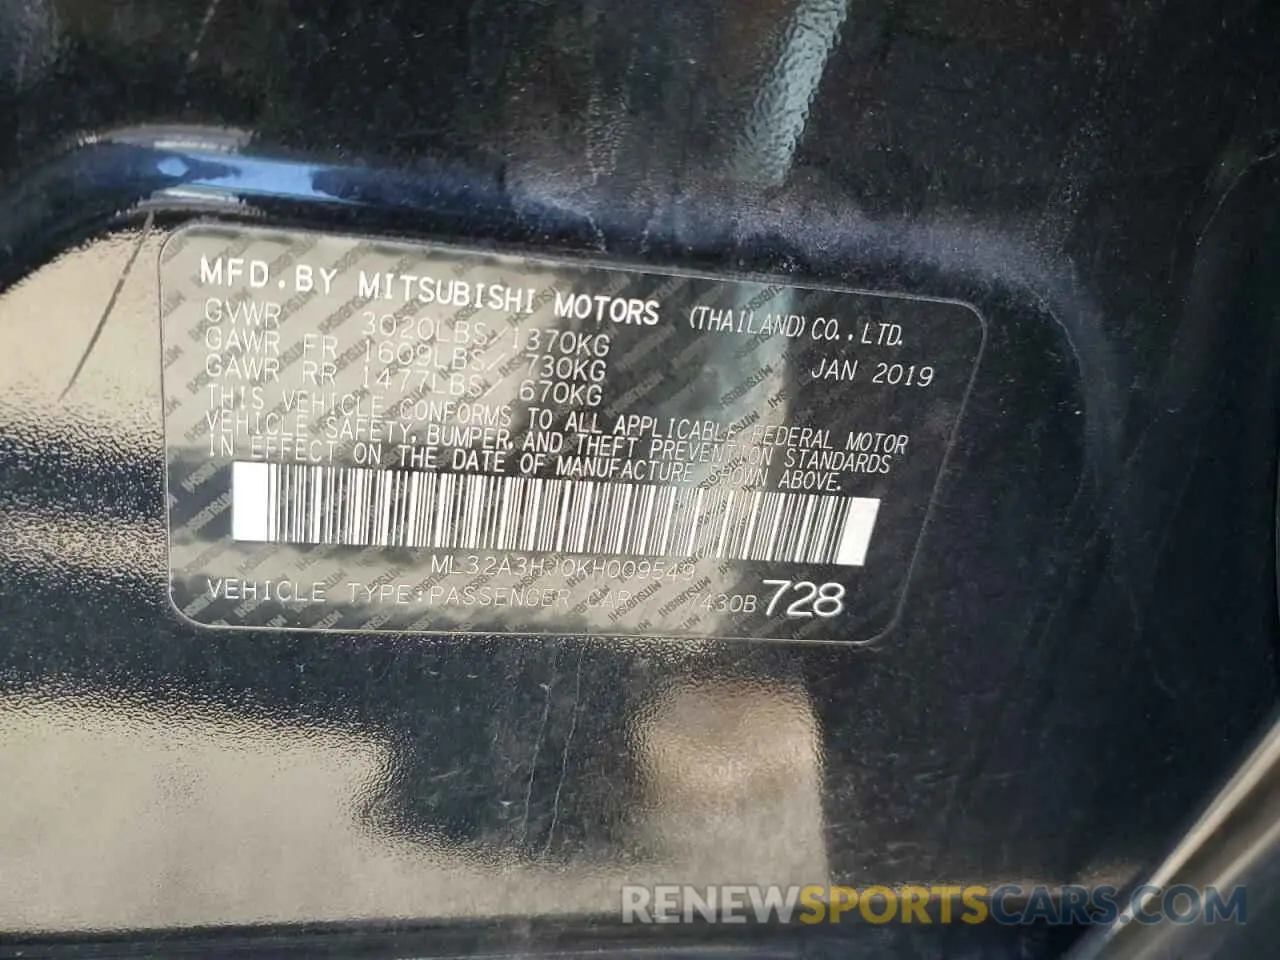 MFD.BY MITSUBISHI MOTORS (THAILAND) CO.,LTD.
GVWR 3020LBS/1370KG JAN 2019
GAWR FR 1609LBS/ 730KG
GAWR RR 1477LBS/ 670KG
THIS VEHICLE CONFORMS TO ALL APPLICABLE FEDERAL MOTOR
VEHICLE SAFETY, BUMPER, AND THEFT PREVENTION STANDARDS
IN EFFECT ON THE DATE OF MANUFACTURE SHOWN ABOVE.
ML32A3HJ0KH009549
VEHICLE TYPE:PASSENGER CAR 7430B 728
RENEWSPORTSCARS.COM